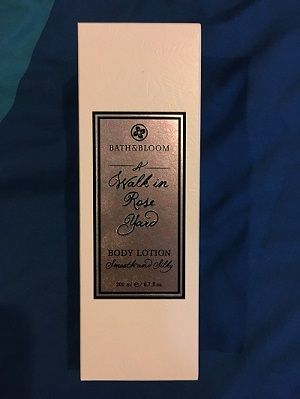 BATH&BLOOM
A
Walk in
Rose
Yard
BODY LOTION
Smooth and Silky
200 ml ℮/ 6.7 fl.oz.